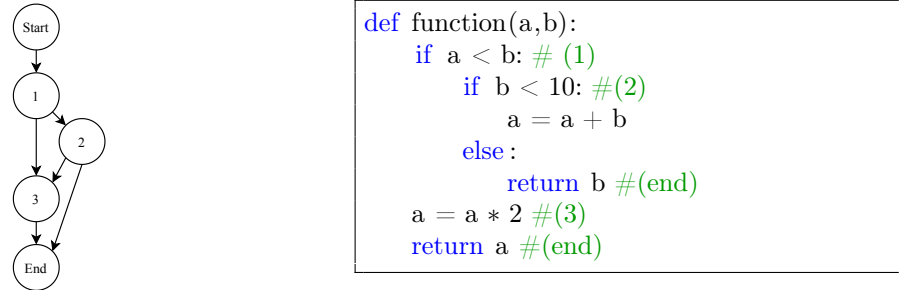 Start
1
2
3
End
def function(a,b):
    if a < b: # (1)
        if b < 10: #(2)
            a = a + b
        else:
            return b #(end)
    a = a * 2 #(3)
    return a #(end)